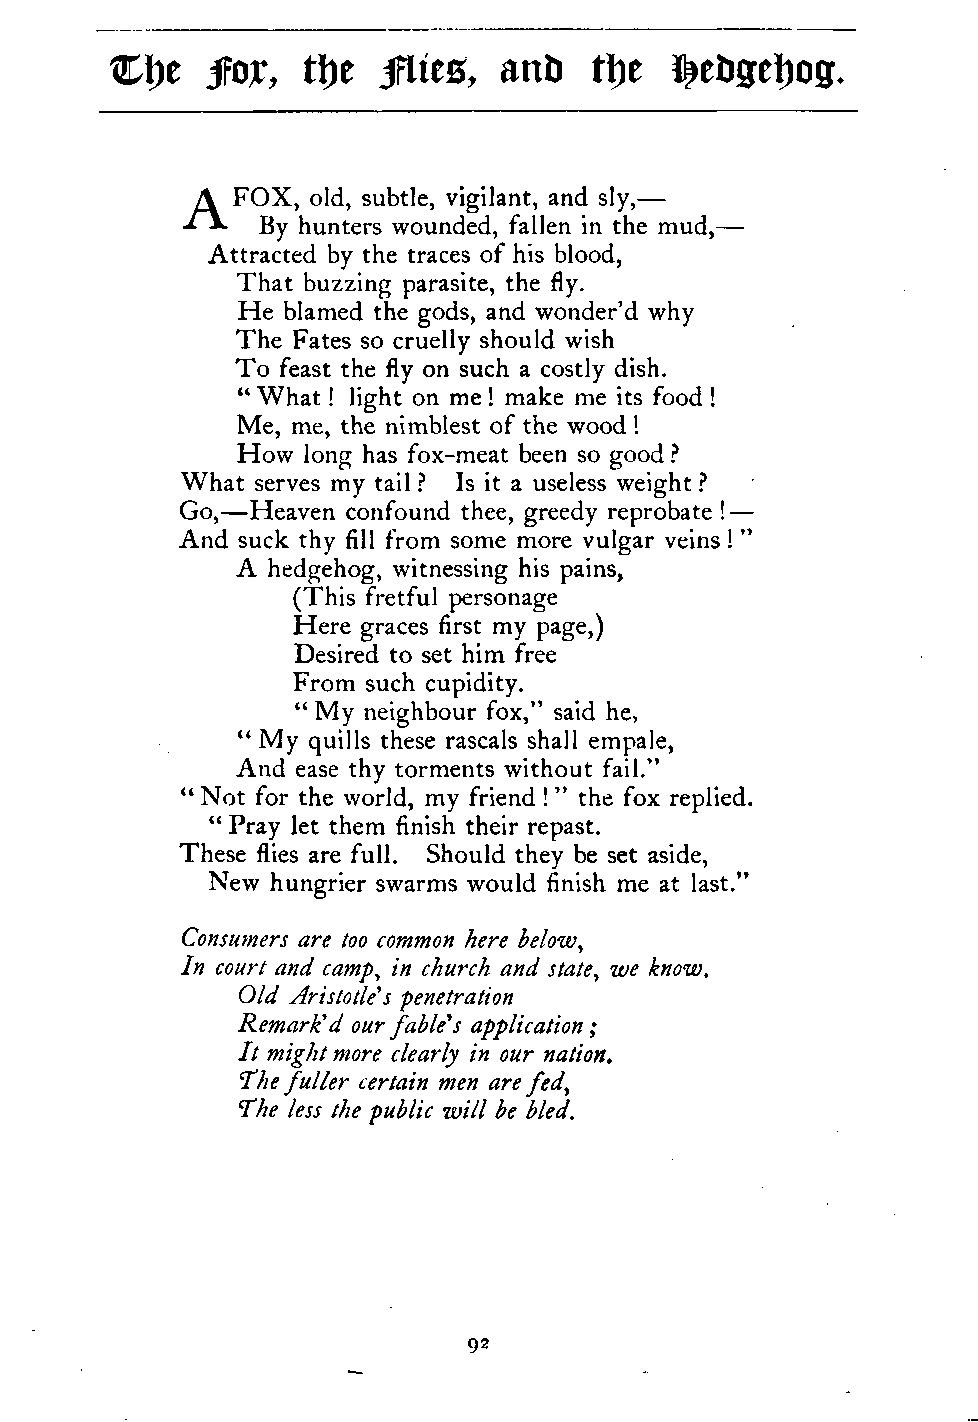 The Fox, the Flies, and the Hedgehog.
A FOX, old, subtle, vigilant, and sly,—
By hunters wounded, fallen in the mud,—
Attracted by the traces of his blood,
That buzzing parasite, the fly.
He blamed the gods, and wonder'd why
The Fates so cruelly should wish
To feast the fly on such a costly dish.
“What! light on me! make me its food!
Me, me, the nimblest of the wood!
How long has fox-meat been so good?
What serves my tail? Is it a useless weight?
Go,—Heaven confound thee, greedy reprobate!—
And suck thy fill from some more vulgar veins!”
A hedgehog, witnessing his pains,
(This fretful personage
Here graces first my page,)
Desired to set him free
From such cupidity.
“My neighbour fox,” said he,
“My quills these rascals shall empale,
And ease thy torments without fail.”
“Not for the world, my friend!” the fox replied.
“Pray let them finish their repast.
These flies are full. Should they be set aside,
New hungrier swarms would finish me at last.”
Consumers are too common here below,
In court and camp, in church and state, we know.
Old Aristotle's penetration
Remark'd our fable's application;
It might more clearly in our nation.
The fuller certain men are fed,
The less the public will be bled.
92